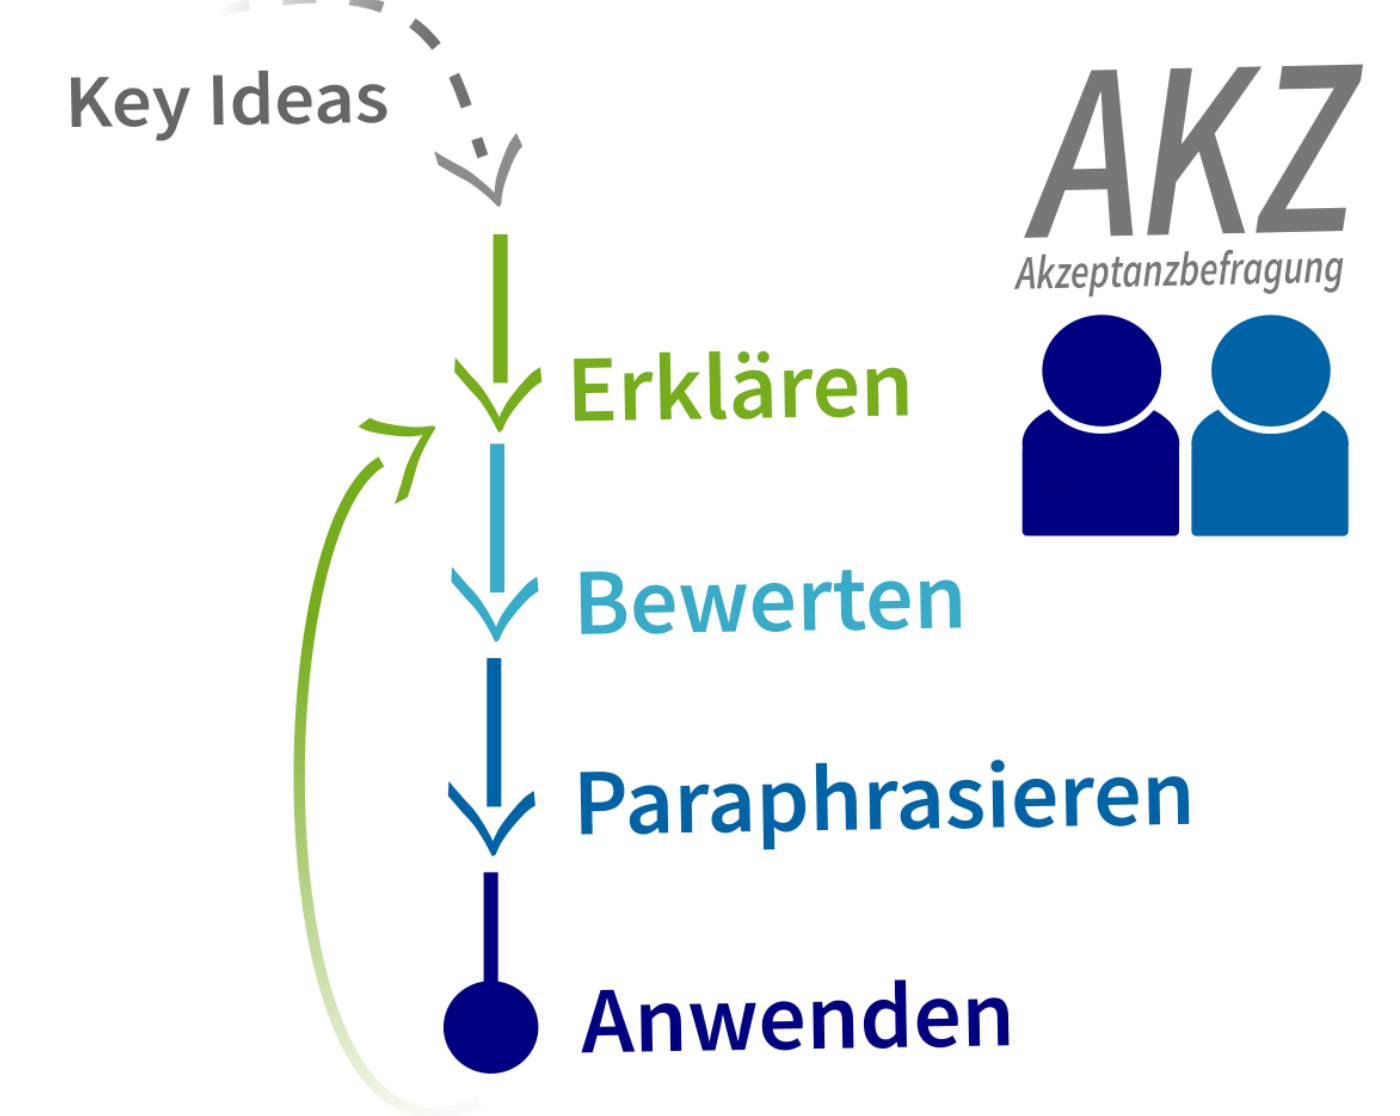 Key Ideas
AKZ
Akzeptanzbefragung
Erklären
Bewerten
Paraphrasieren
Anwenden